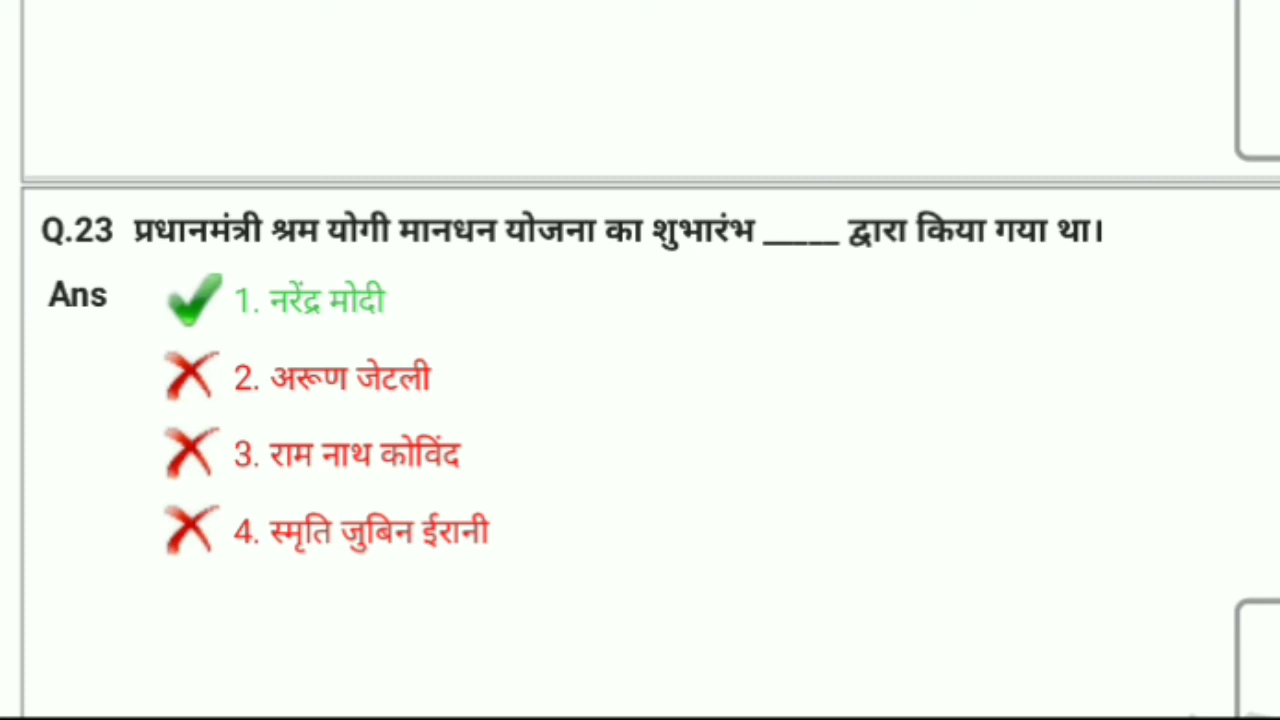 Q.23 प्रधानमंत्री श्रम योगी मानधन योजना का शुभारंभ _____ द्वारा किया गया था।
Ans 1. नरेंद्र मोदी
2. अरूण जेटली
3. राम नाथ कोविंद
4. स्मृति जुबिन ईरानी